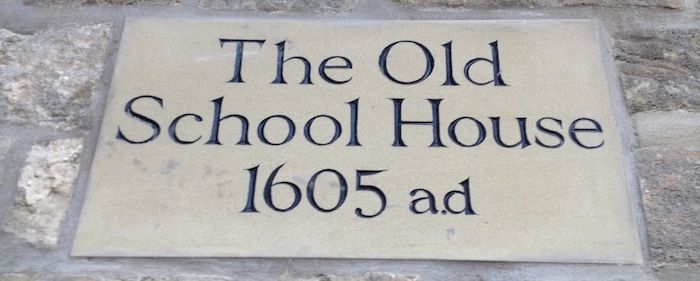 The Old
School House
1605 a.d